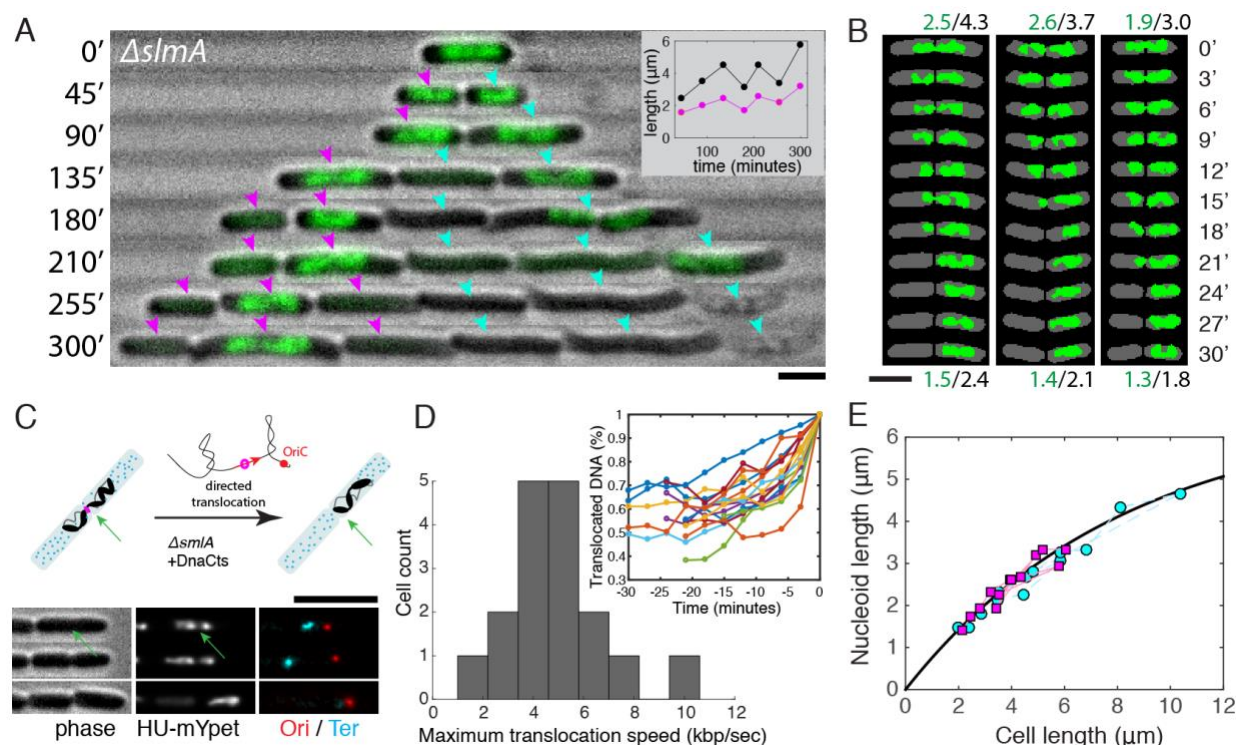 A
ΔslmA
0'
45'
90'
135'
180'
210'
255'
300'
length (μm)
6
4
2
0
0 100 200 300
time (minutes)
B
2.5/4.3 2.6/3.7 1.9/3.0
0'
3'
6'
9'
12'
15'
18'
21'
24'
27'
30'
1.5/2.4 1.4/2.1 1.3/1.8
C
OriC
directed
translocation
ΔsmlA
+DnaCts
phase HU-mYpet Ori / Ter
D
Cell count
5
4
3
2
1
0
0 2 4 6 8 10 12
Maximum translocation speed (kbp/sec)
Translocated DNA (%)
1
0.9
0.8
0.7
0.6
0.5
0.4
0.3
-30 -25 -20 -15 -10 -5 0
Time (minutes)
E
Nucleoid length (μm)
6
5
4
3
2
1
0
0 2 4 6 8 10 12
Cell length (μm)